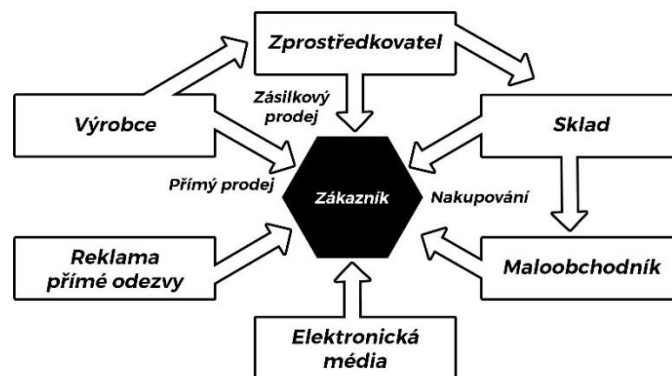 Zprostředkovatel
Výrobce
Zásilkový
prodej
Sklad
Přímý prodej
Zákazník
Nakupování
Reklama
přímé odezvy
Maloobchodník
Elektronická
média